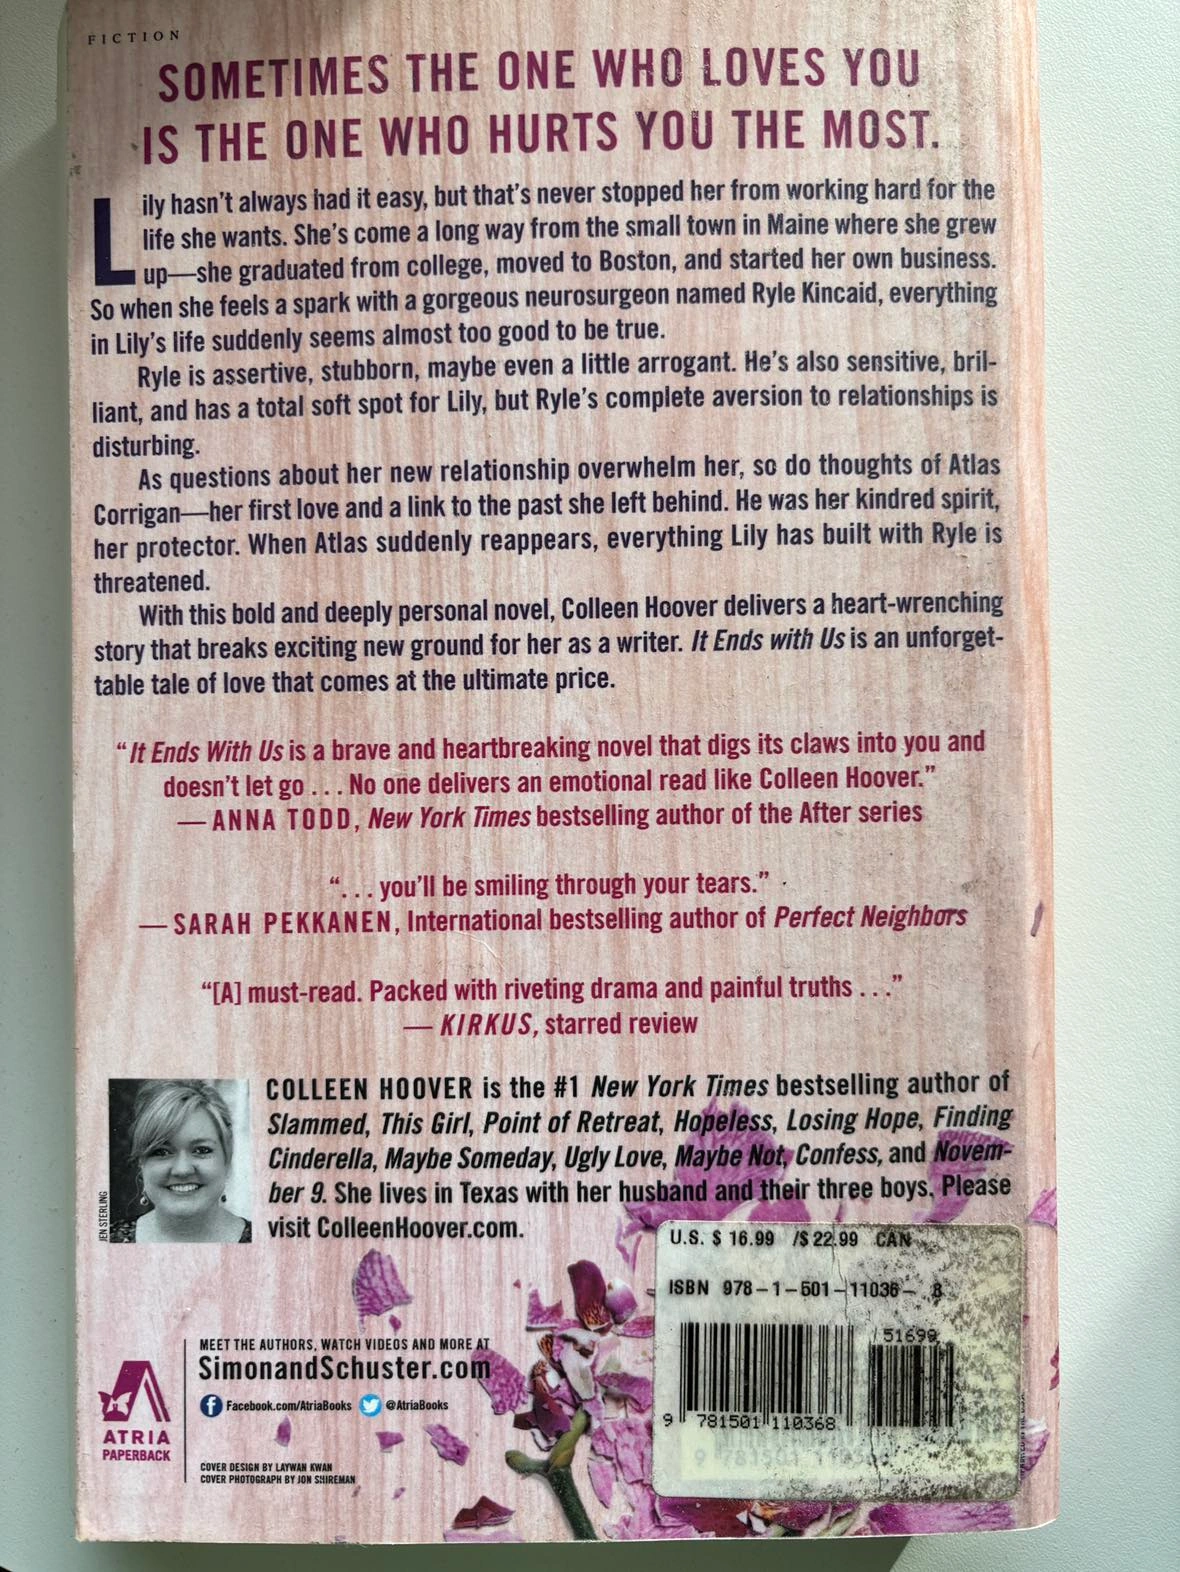 FICTION
SOMETIMES THE ONE WHO LOVES YOU
IS THE ONE WHO HURTS YOU THE MOST.
Lily hasn't always had it easy, but that's never stopped her from working hard for the
life she wants. She's come a long way from the small town in Maine where she grew
up—she graduated from college, moved to Boston, and started her own business.
So when she feels a spark with a gorgeous neurosurgeon named Ryle Kincaid, everything
in Lily's life suddenly seems almost too good to be true.
Ryle is assertive, stubborn, maybe even a little arrogant. He's also sensitive, bril-
liant, and has a total soft spot for Lily, but Ryle's complete aversion to relationships is
disturbing.
As questions about her new relationship overwhelm her, so do thoughts of Atlas
Corrigan—her first love and a link to the past she left behind. He was her kindred spirit,
her protector. When Atlas suddenly reappears, everything Lily has built with Ryle is
threatened.
With this bold and deeply personal novel, Colleen Hoover delivers a heart-wrenching
story that breaks exciting new ground for her as a writer. It Ends with Us is an unforget-
table tale of love that comes at the ultimate price.
"It Ends With Us is a brave and heartbreaking novel that digs its claws into you and
doesn't let go . . . No one delivers an emotional read like Colleen Hoover."
— ANNA TODD, New York Times bestselling author of the After series
". . . you'll be smiling through your tears."
— SARAH PEKKANEN, International bestselling author of Perfect Neighbors
"[A] must-read. Packed with riveting drama and painful truths . . ."
— KIRKUS, starred review
COLLEEN HOOVER is the #1 New York Times bestselling author of
Slammed, This Girl, Point of Retreat, Hopeless, Losing Hope, Finding
Cinderella, Maybe Someday, Ugly Love, Maybe Not, Confess, and Novem-
ber 9. She lives in Texas with her husband and their three boys. Please
visit ColleenHoover.com.
JEN STERLING
U.S. $ 16.99 /$ 22.99 CAN
ISBN 978-1-501-11036- 8
51699
9 781501 110368
MEET THE AUTHORS, WATCH VIDEOS AND MORE AT
SimonandSchuster.com
Facebook.com/AtriaBooks @AtriaBooks
ATRIA
PAPERBACK
COVER DESIGN BY LAYWAN KWAN
COVER PHOTOGRAPH BY JON SHIREMAN